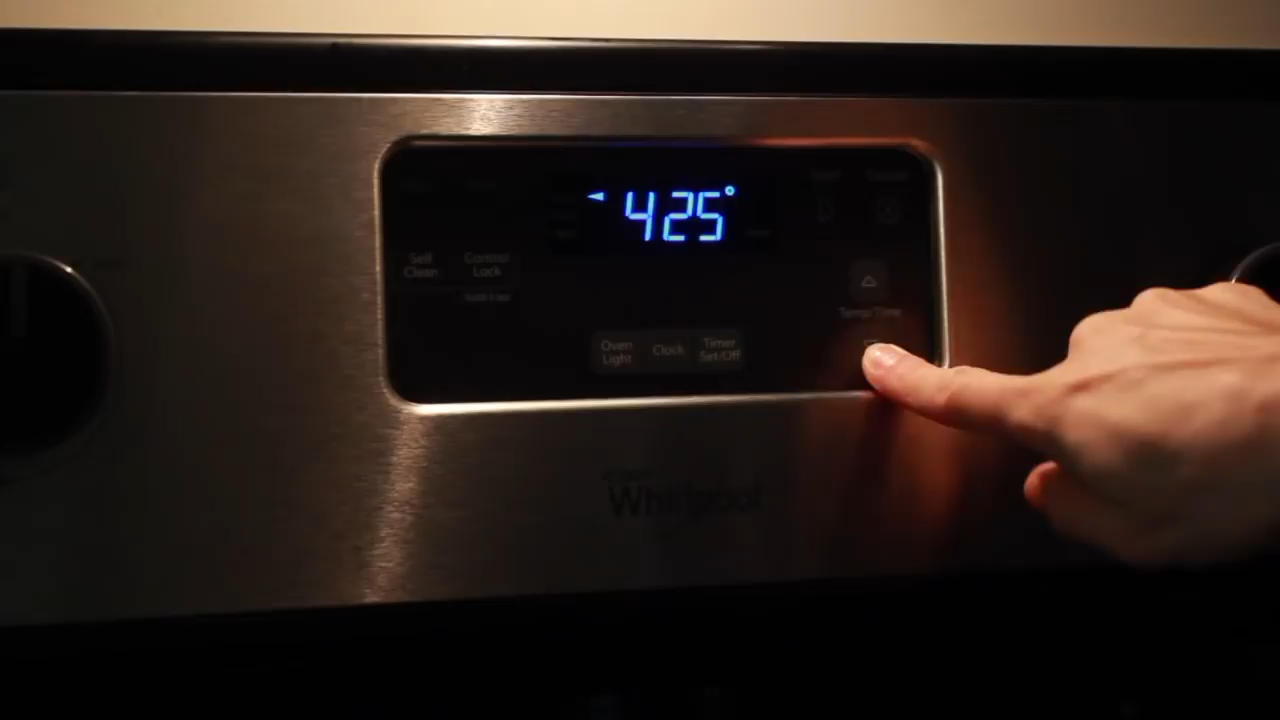 425°
Self
Clean
Control
Lock
Temp/Time
Oven
Light
Clock
Timer
Set/Off
Whirlpool